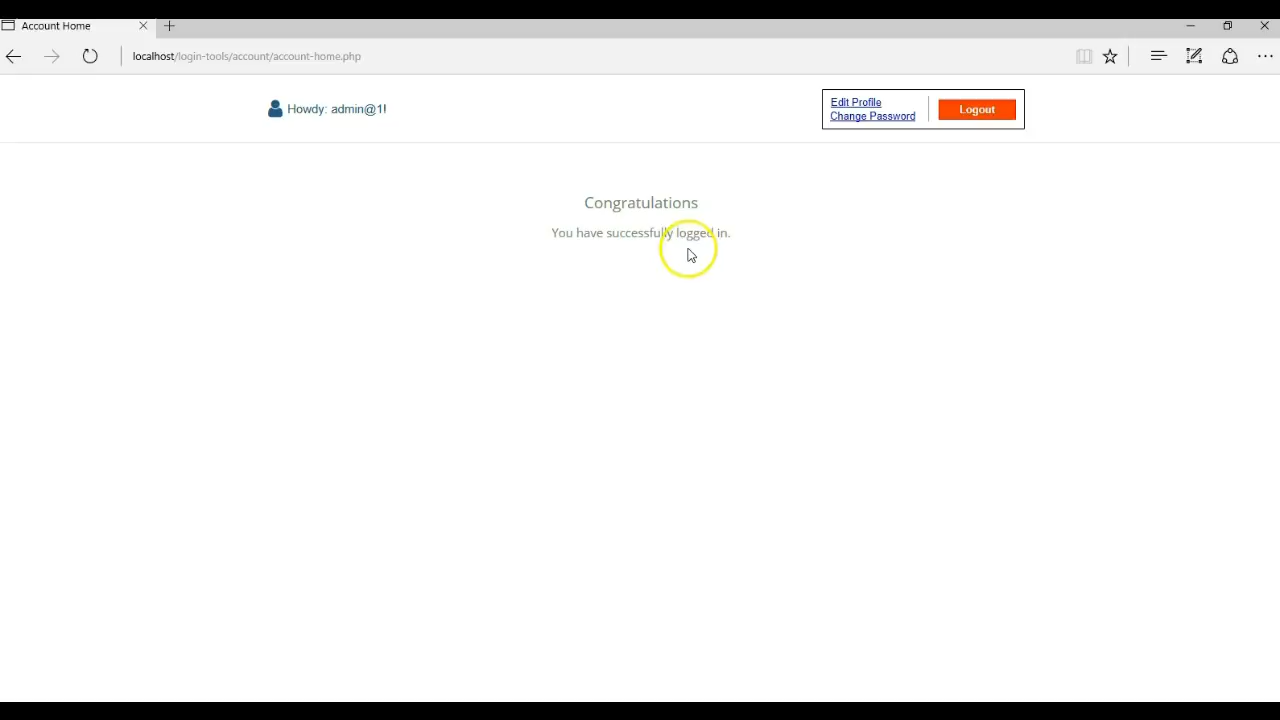 Account Home
localhost/login-tools/account/account-home.php
Howdy: admin@1!
Edit Profile
Change Password
Logout
Congratulations
You have successfully logged in.